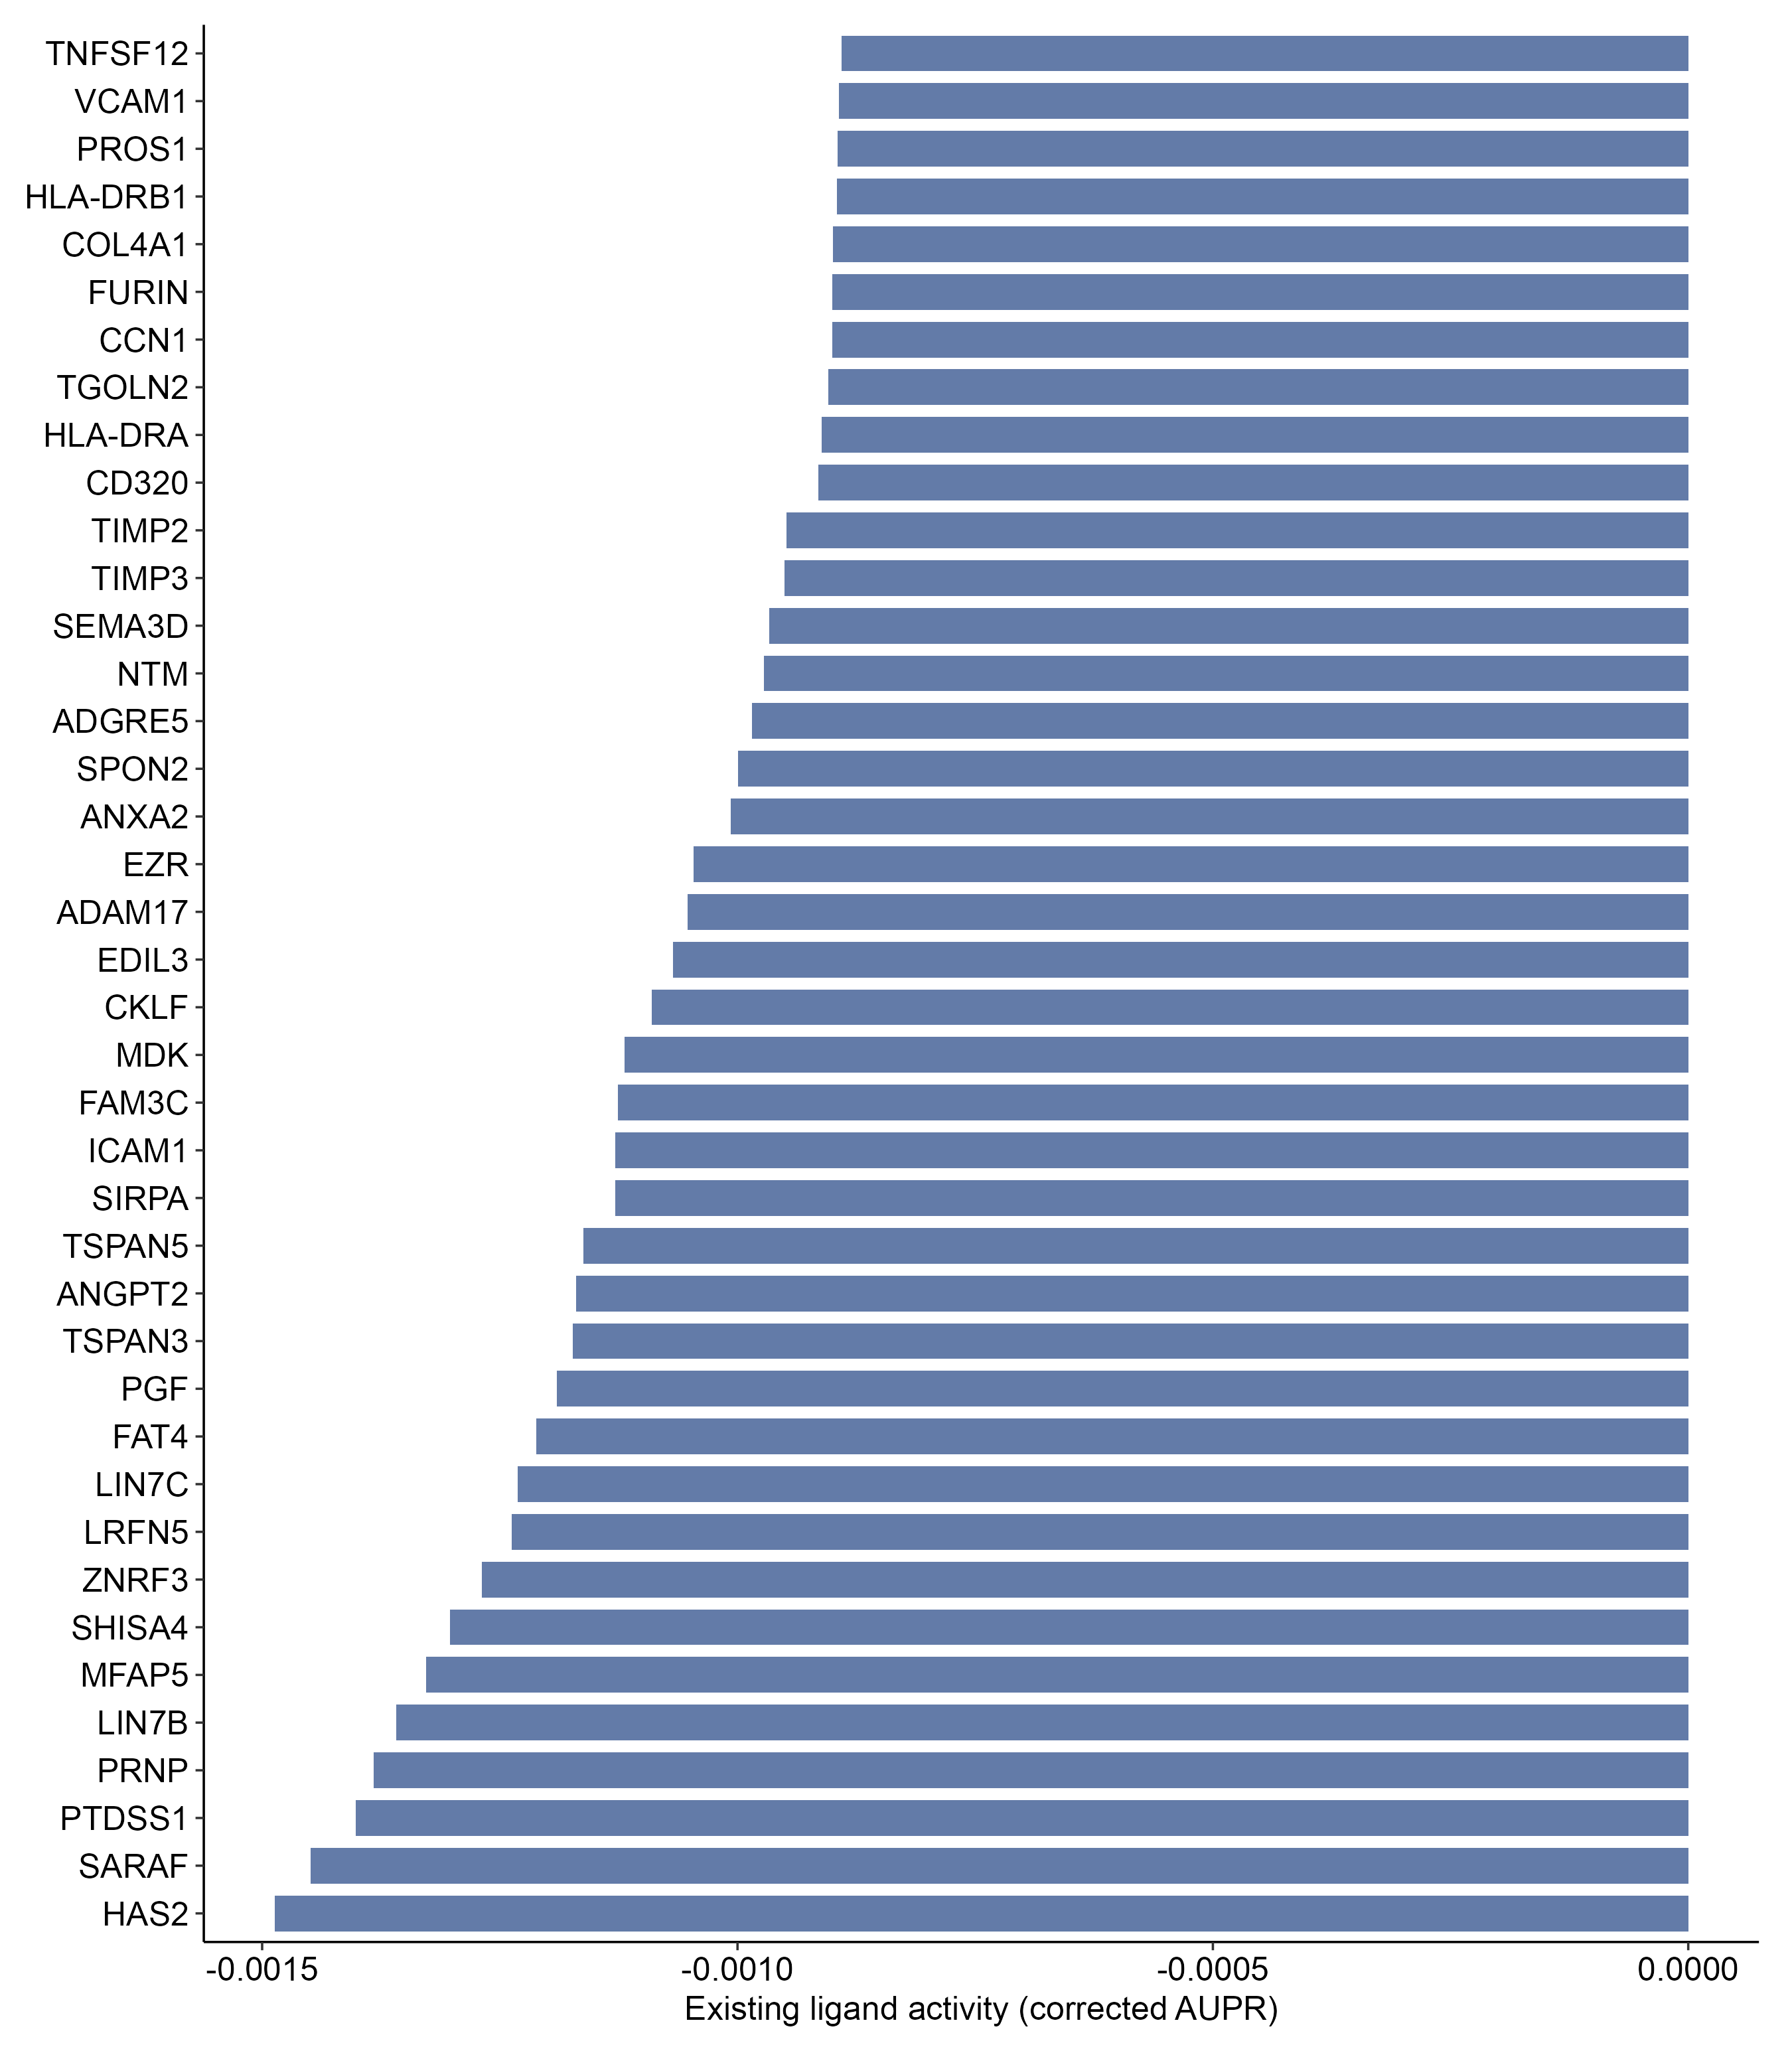 TNFSF12
VCAM1
PROS1
HLA-DRB1
COL4A1
FURIN
CCN1
TGOLN2
HLA-DRA
CD320
TIMP2
TIMP3
SEMA3D
NTM
ADGRE5
SPON2
ANXA2
EZR
ADAM17
EDIL3
CKLF
MDK
FAM3C
ICAM1
SIRPA
TSPAN5
ANGPT2
TSPAN3
PGF
FAT4
LIN7C
LRFN5
ZNRF3
SHISA4
MFAP5
LIN7B
PRNP
PTDSS1
SARAF
HAS2
-0.0015 -0.0010 -0.0005 0.0000
Existing ligand activity (corrected AUPR)